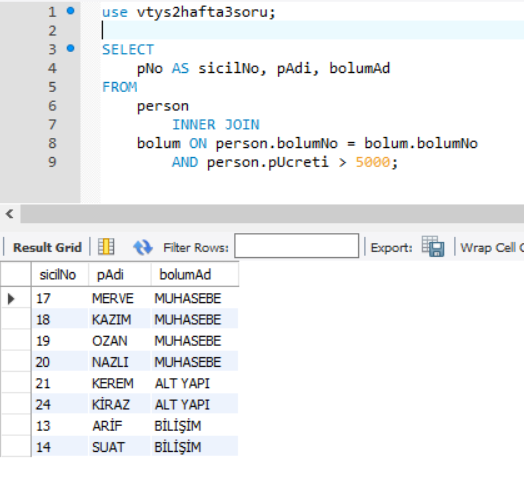 1 use vtys2hafta3soru;
2
3 SELECT
4 pNo AS sicilNo, pAdi, bolumAd
5 FROM
6 person
7 INNER JOIN
8 bolum ON person.bolumNo = bolum.bolumNo
9 AND person.pUcreti > 5000;
Result Grid Filter Rows: Export: Wrap Cell C
sicilNo pAdi bolumAd
17 MERVE MUHASEBE
18 KAZIM MUHASEBE
19 OZAN MUHASEBE
20 NAZLI MUHASEBE
21 KEREM ALT YAPI
24 KİRAZ ALT YAPI
13 ARİF BİLİŞİM
14 SUAT BİLİŞİM